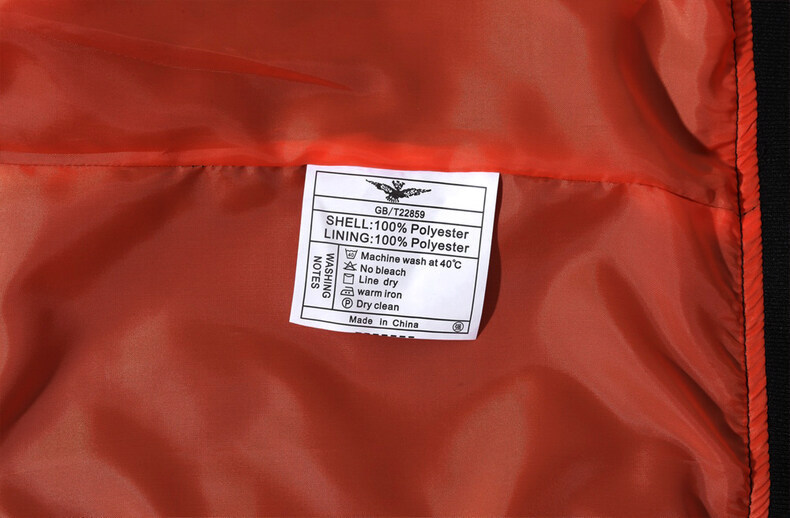 GB/T22859
SHELL:100% Polyester
LINING:100% Polyester
WASHING NOTES
40 Machine wash at 40°C
No bleach
Line dry
warm iron
P Dry clean
Made in China